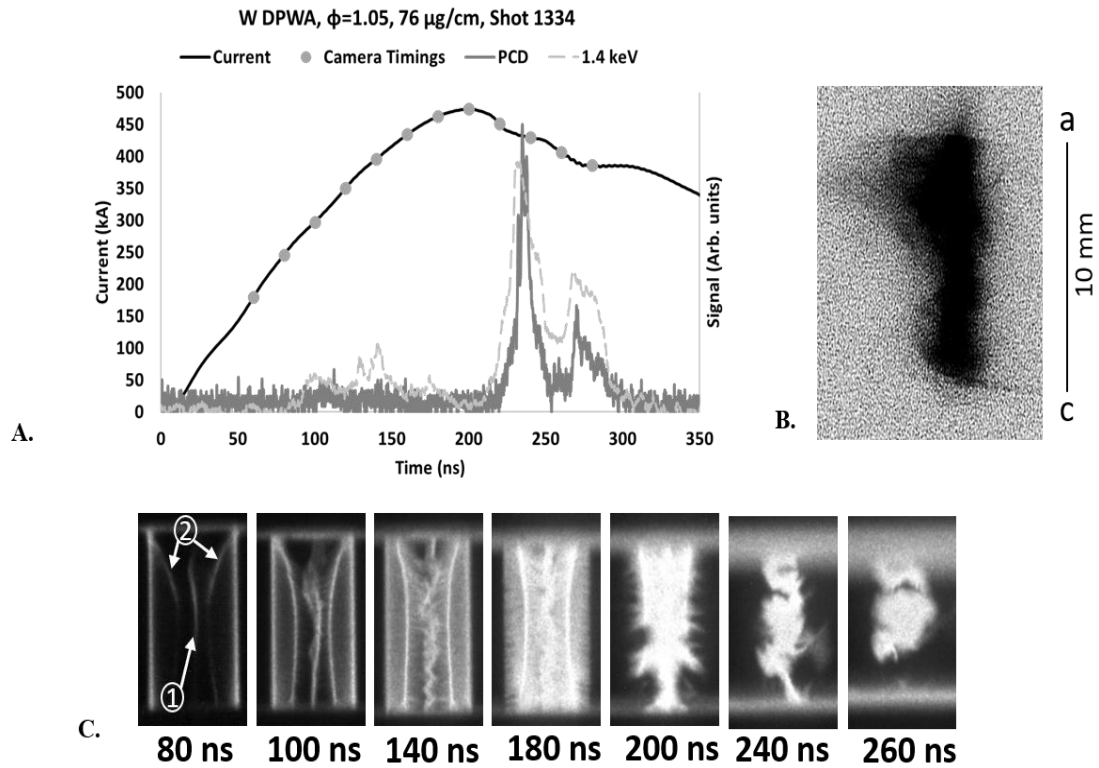 W DPWA, ϕ=1.05, 76 µg/cm, Shot 1334
Current Camera Timings PCD 1.4 keV
500
450
400
350
300
250
200
150
100
50
0
Current (kA)
0 50 100 150 200 250 300 350
Time (ns)
Signal (Arb. units)
A.
a
10 mm
c
B.
2
1
C.
80 ns 100 ns 140 ns 180 ns 200 ns 240 ns 260 ns